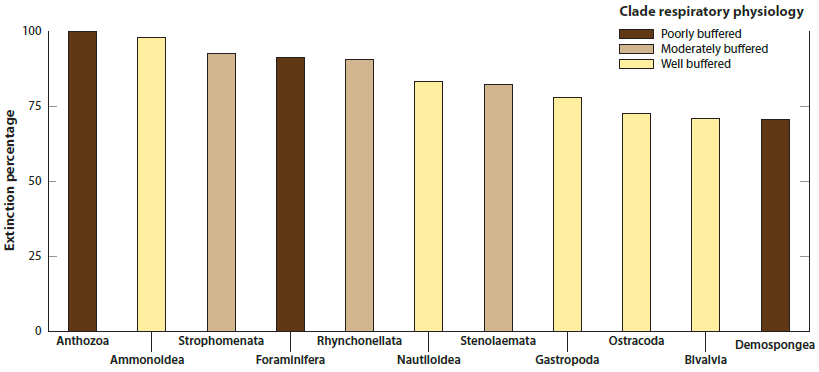 Clade respiratory physiology
Poorly buffered
Moderately buffered
Well buffered
Extinction percentage
100
75
50
25
0
Anthozoa
Ammonoidea
Strophomenata
Foraminifera
Rhynchonellata
Nautiloidea
Stenolaemata
Gastropoda
Ostracoda
Bivalvia
Demospongea